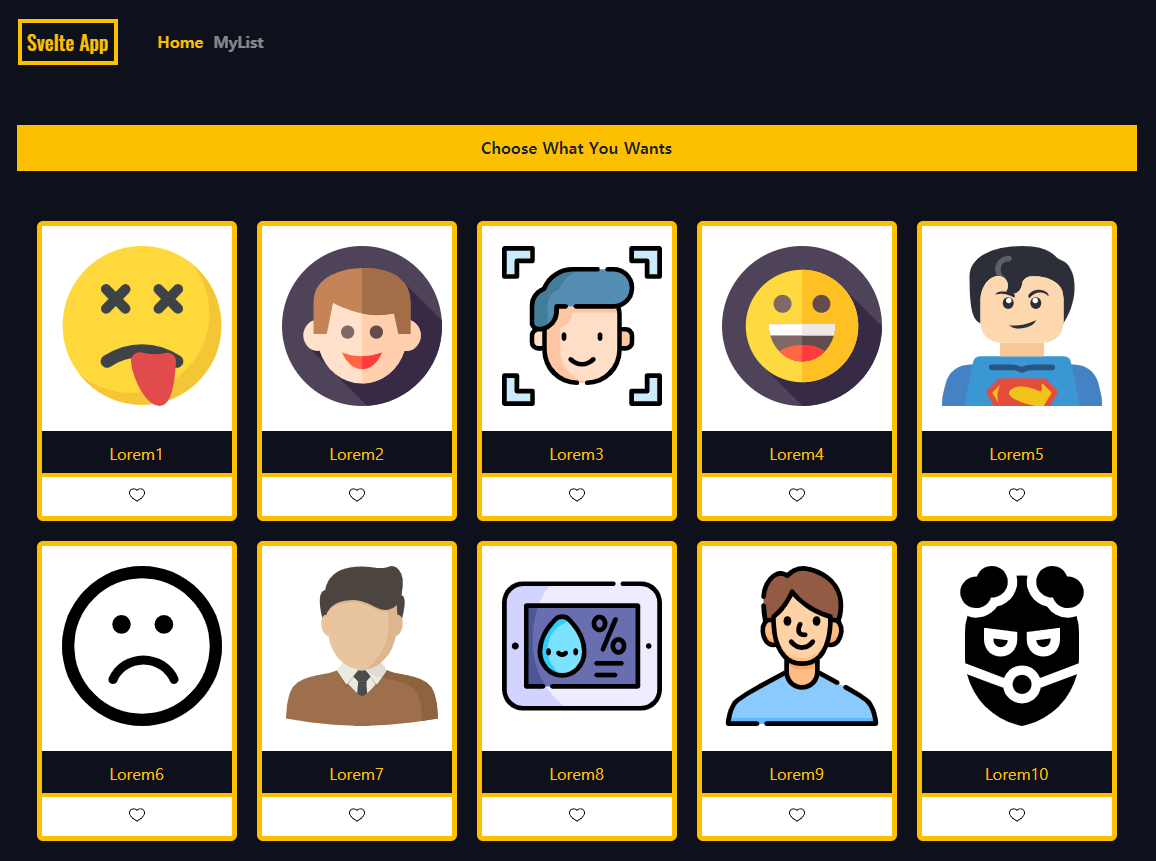 Svelte App
Home MyList
Choose What You Wants
Lorem1 Lorem2 Lorem3 Lorem4 Lorem5
%
Lorem6 Lorem7 Lorem8 Lorem9 Lorem10